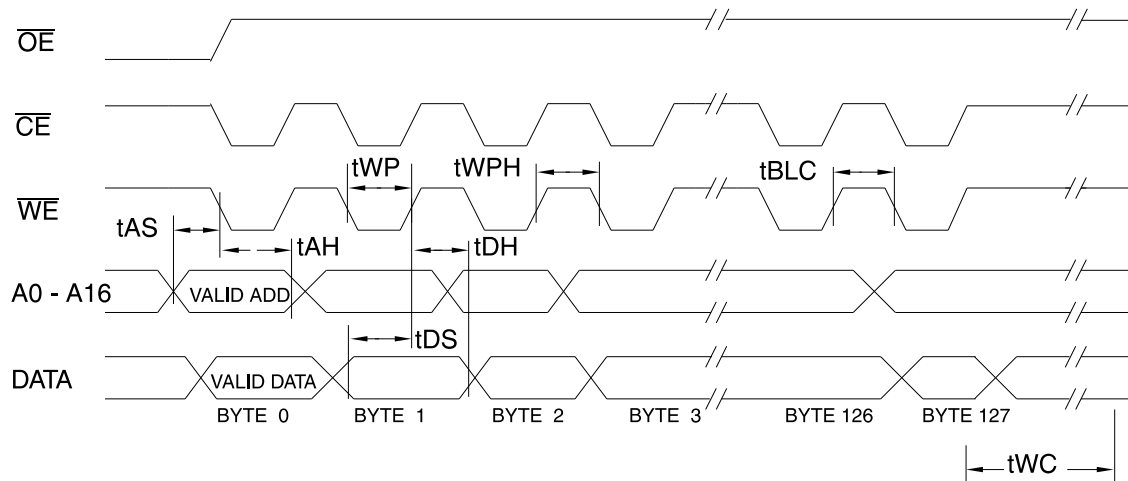 OE
CE
tWP
tWPH
tBLC
WE
tAS
tAH
tDH
A0 - A16
VALID ADD
tDS
DATA
VALID DATA
BYTE 0
BYTE 1
BYTE 2
BYTE 3
BYTE 126
BYTE 127
tWC